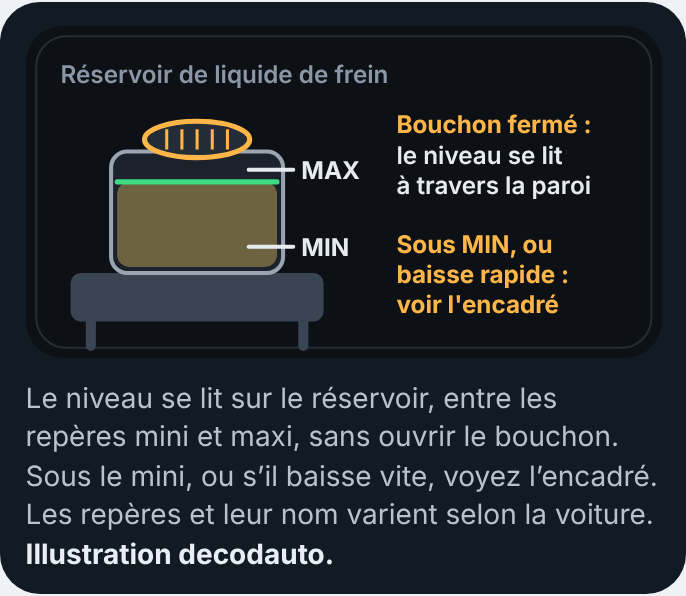 Réservoir de liquide de frein
MAX
MIN
Bouchon fermé :
le niveau se lit
à travers la paroi
Sous MIN, ou
baisse rapide :
voir l'encadré
Le niveau se lit sur le réservoir, entre les
repères mini et maxi, sans ouvrir le bouchon.
Sous le mini, ou s’il baisse vite, voyez l’encadré.
Les repères et leur nom varient selon la voiture.
Illustration decodauto.